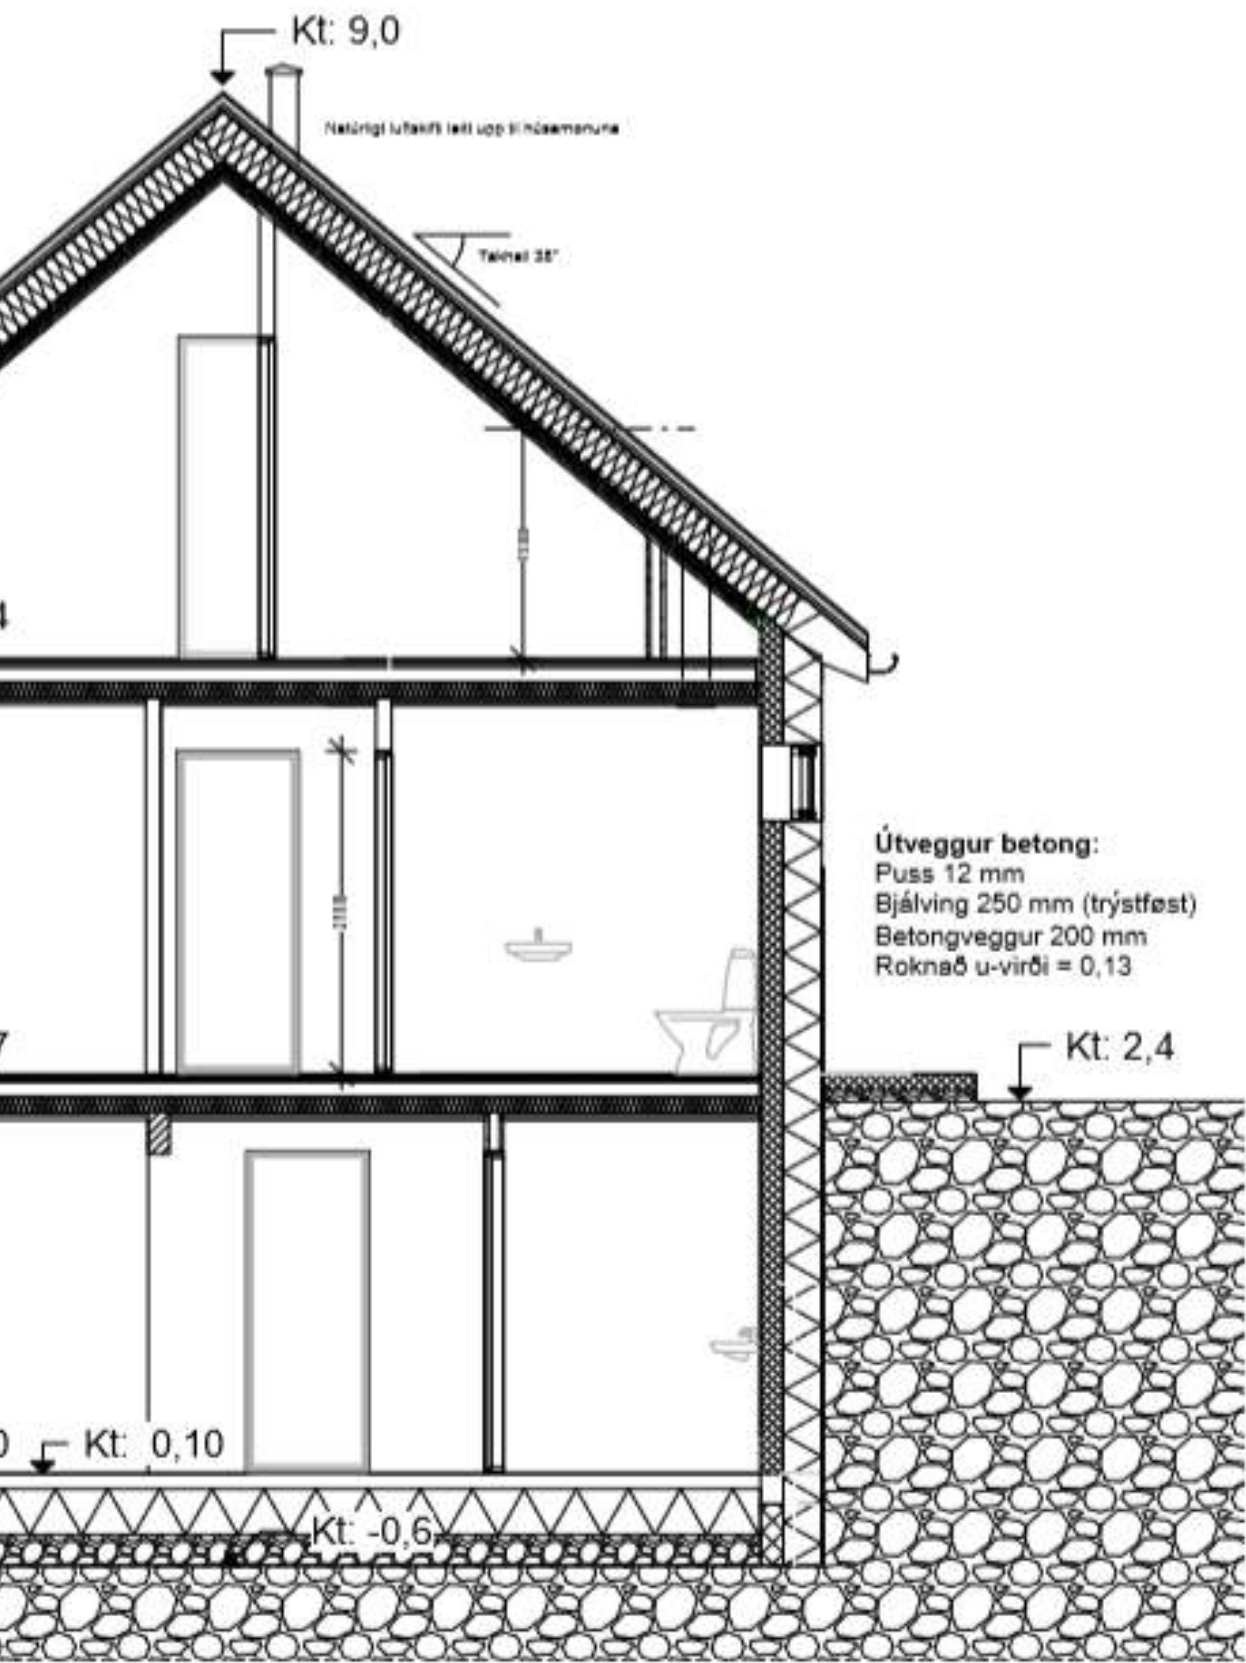 Kt: 9,0
Natúrligt luftskifti leitt upp til húsamønuna
Takhall 38°
4
Útveggur betong:
Puss 12 mm
Bjálving 250 mm (trýstføst)
Betongveggur 200 mm
Roknað u-virði = 0,13
7
Kt: 2,4
0
Kt: 0,10
Kt: -0,6